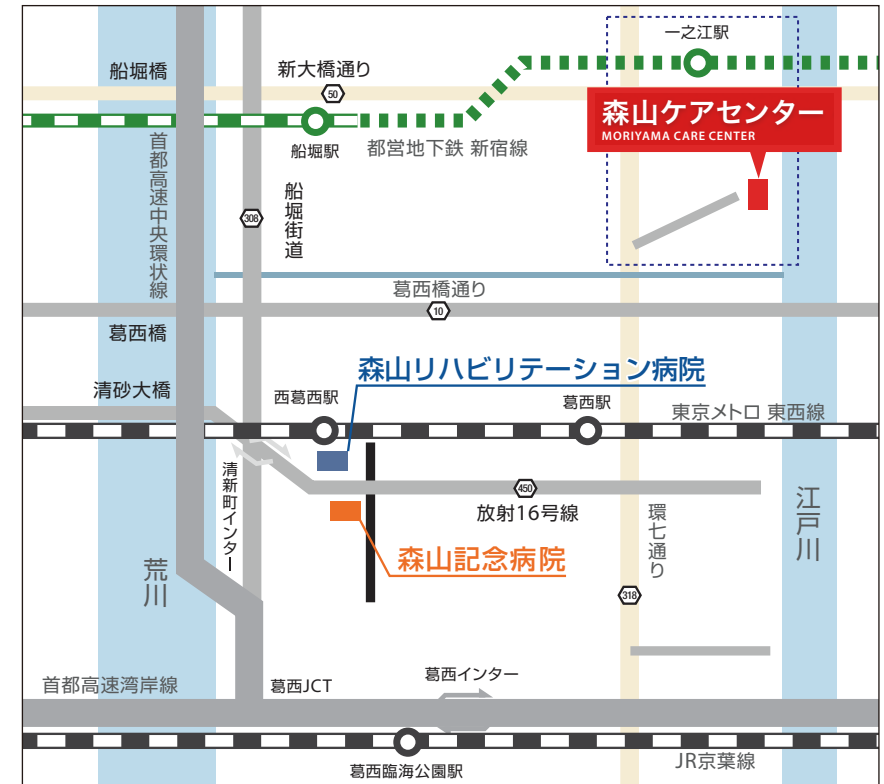 一之江駅
船堀橋
新大橋通り
50
森山ケアセンター
MORIYAMA CARE CENTER
船堀駅
都営地下鉄 新宿線
首都高速中央環状線
308
船堀街道
葛西橋通り
10
葛西橋
森山リハビリテーション病院
清砂大橋
西葛西駅
葛西駅
東京メトロ 東西線
清新町インター
450
放射16号線
環七通り
江戸川
森山記念病院
荒川
318
首都高速湾岸線
葛西JCT
葛西インター
JR京葉線
葛西臨海公園駅